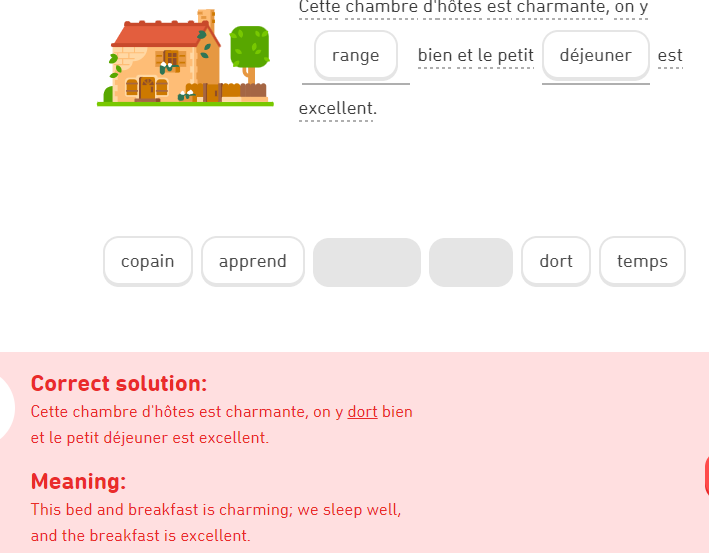 Cette chambre d'hôtes est charmante, on y
range bien et le petit déjeuner est
excellent.
copain apprend dort temps
Correct solution:
Cette chambre d'hôtes est charmante, on y dort bien
et le petit déjeuner est excellent.
Meaning:
This bed and breakfast is charming; we sleep well,
and the breakfast is excellent.